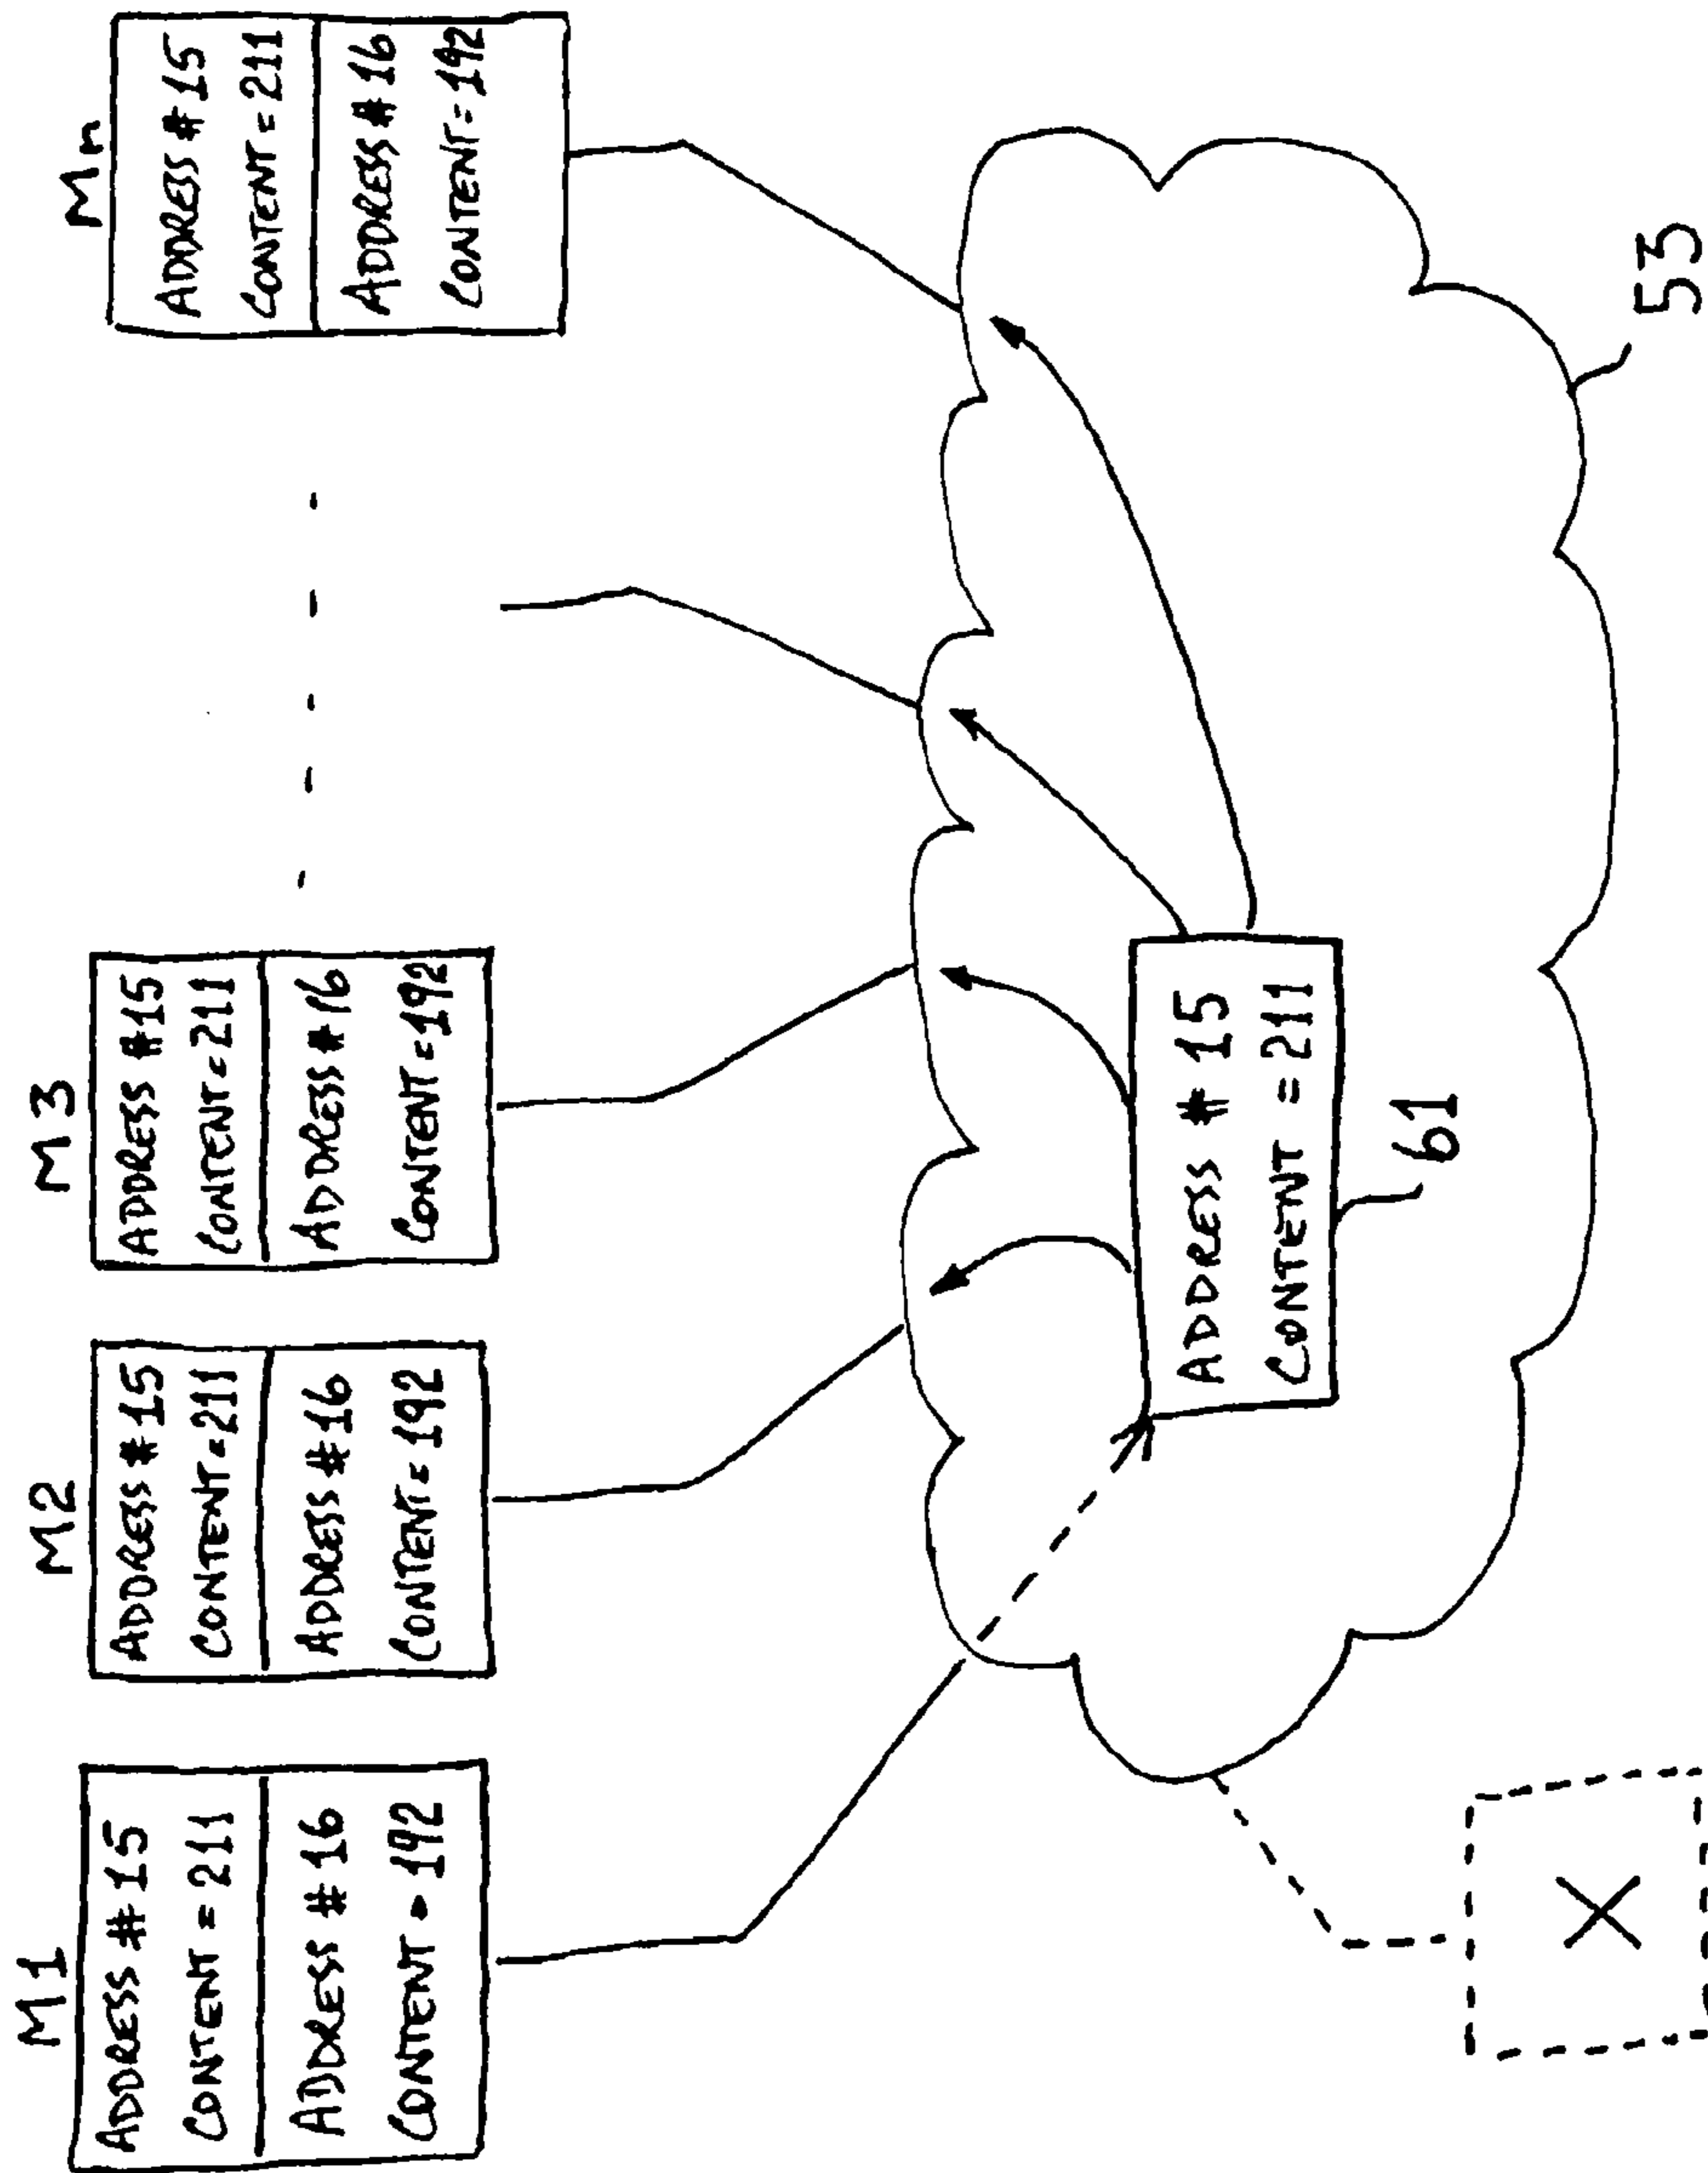 M1
ADDRESS # 15
CONTENT = 211
ADDRESS # 16
CONTENT = 192
M2
ADDRESS # 15
CONTENT = 211
ADDRESS # 16
CONTENT = 192
M3
ADDRESS # 15
CONTENT = 211
ADDRESS # 16
CONTENT = 192
Mn
ADDRESS # 15
CONTENT = 211
ADDRESS # 16
CONTENT = 192
ADDRESS # 15
CONTENT = 211
61
53
X